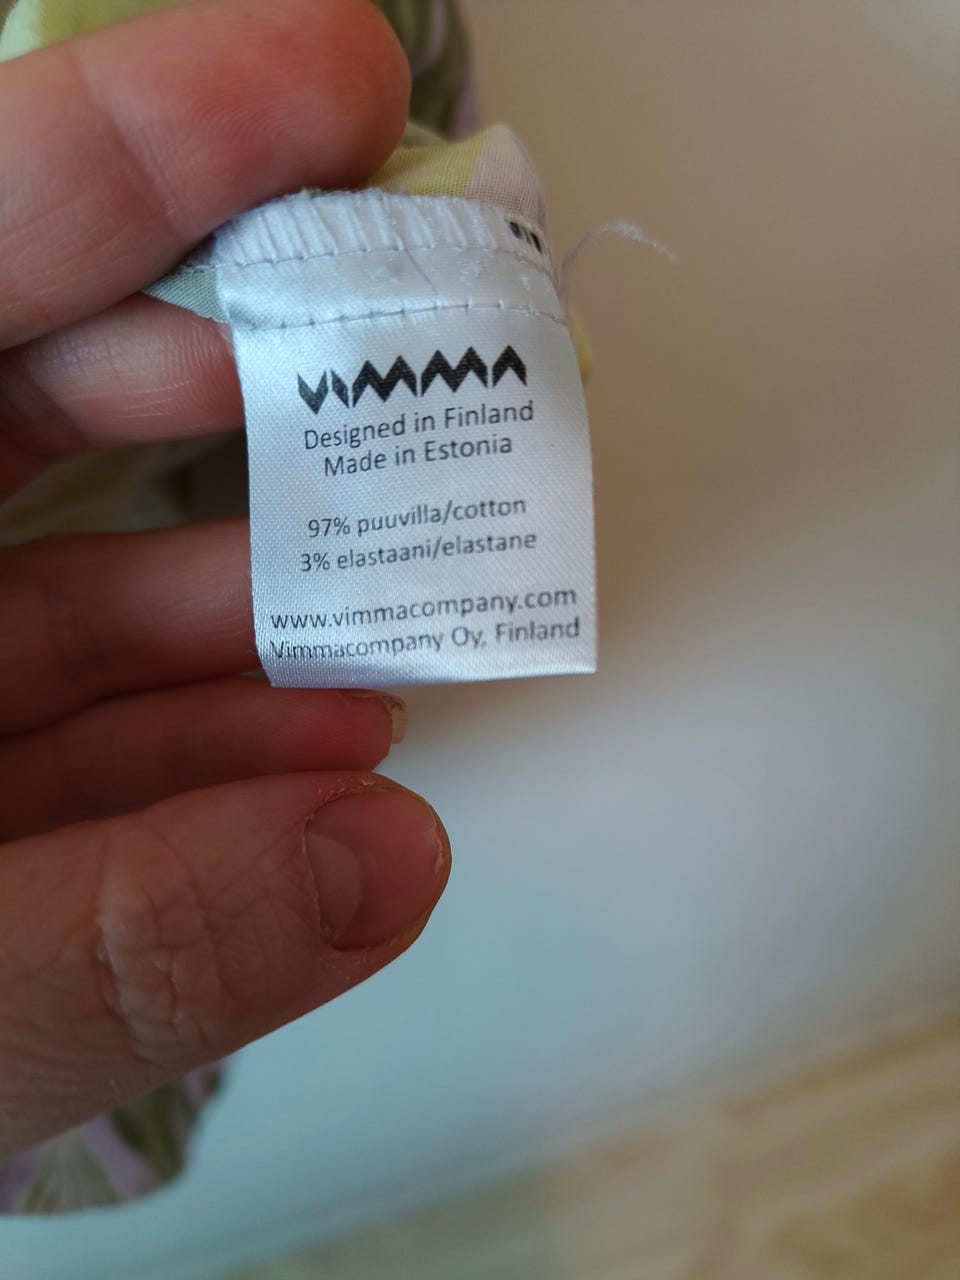 VIMMA
Designed in Finland
Made in Estonia
97% puuvilla/cotton
3% elastaani/elastane
www.vimmacompany.com
Vimmacompany Oy, Finland